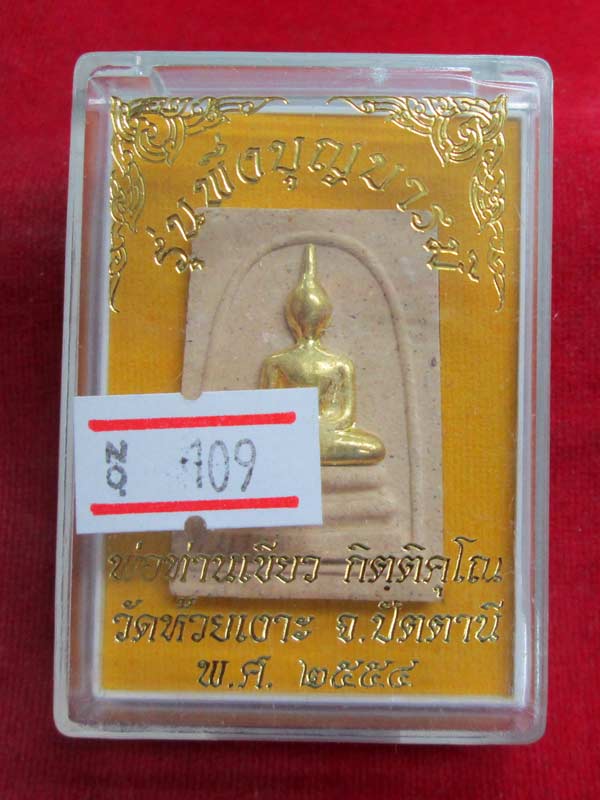 รุ่นพึ่งบุญบารมี
NO. 109
พ่อท่านเขียว กิตฺติคุโณ
วัดห้วยเงาะ จ.ปัตตานี
พ.ศ. ๒๕๕๔